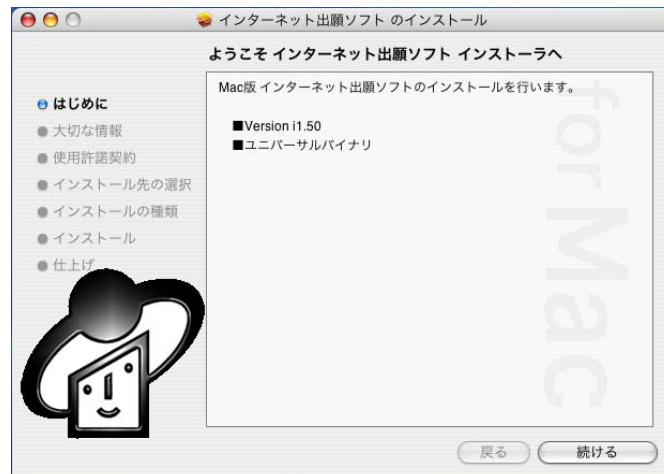 インターネット出願ソフト のインストール
ようこそ インターネット出願ソフト インストーラへ
はじめに
大切な情報
使用許諾契約
インストール先の選択
インストールの種類
インストール
仕上げ
Mac版 インターネット出願ソフトのインストールを行います。
■Version i1.50
■ユニバーサルバイナリ
for Mac
戻る
続ける